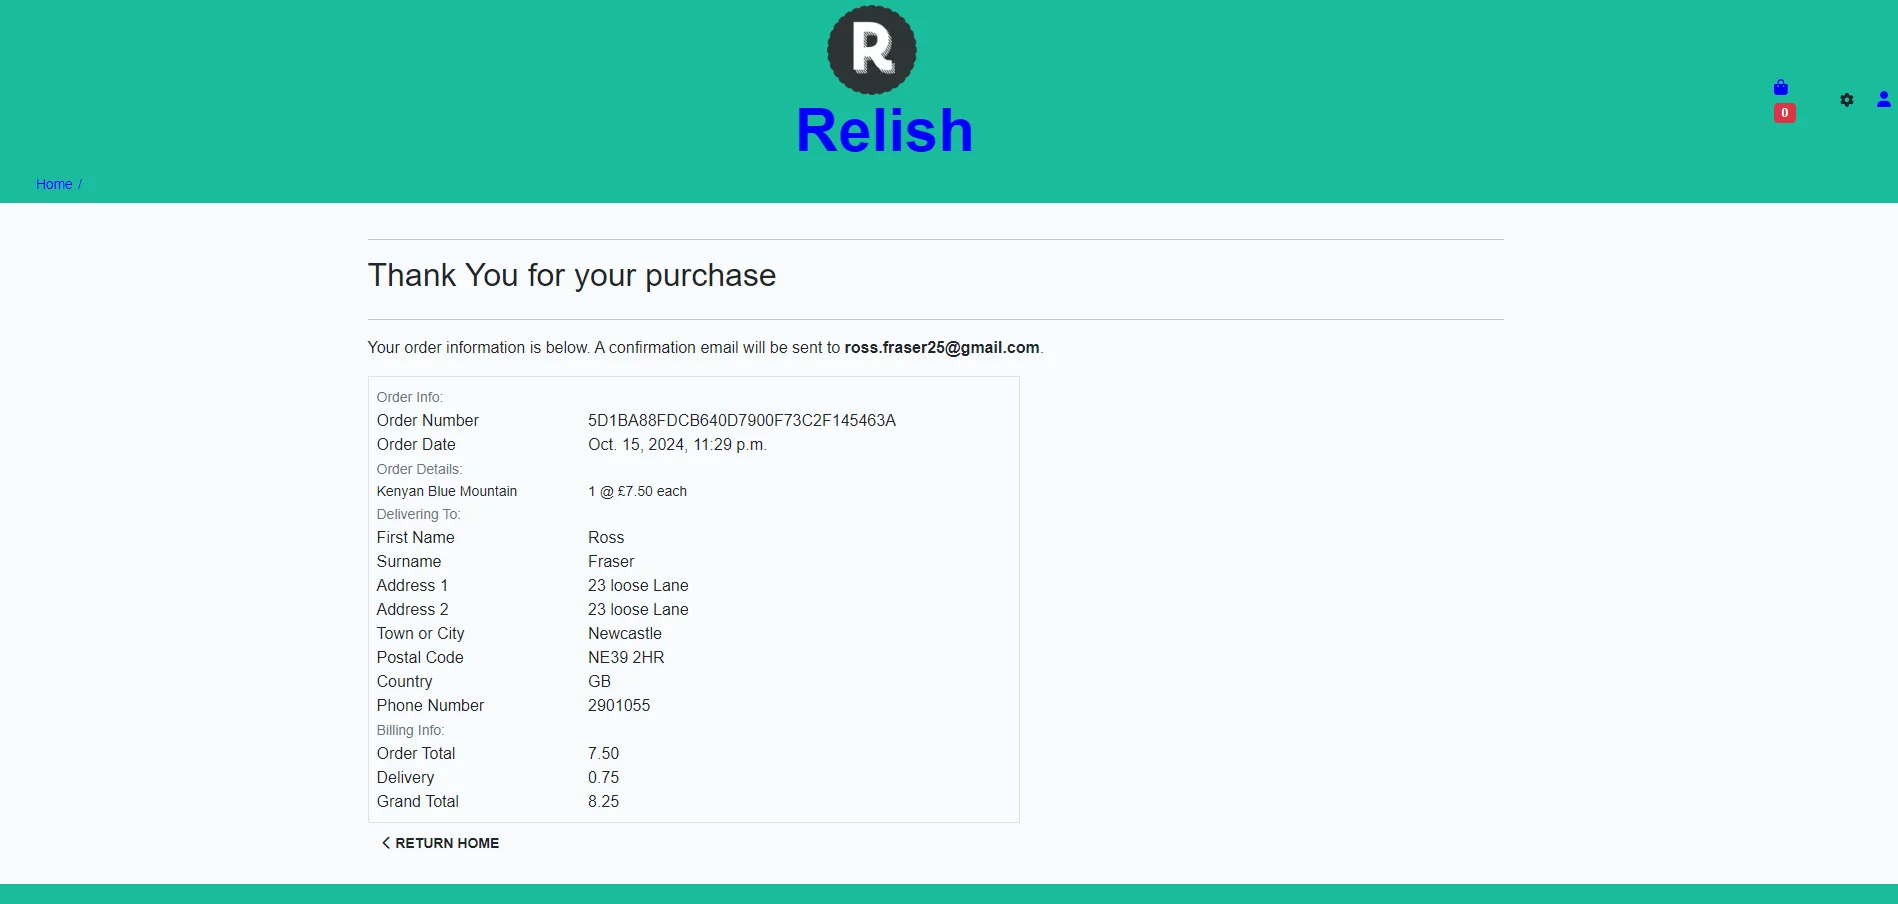 R
Relish
0
Home /
Thank You for your purchase
Your order information is below. A confirmation email will be sent to ross.fraser25@gmail.com.
Order Info:
Order Number 5D1BA88FDCB640D7900F73C2F145463A
Order Date Oct. 15, 2024, 11:29 p.m.
Order Details:
Kenyan Blue Mountain 1 @ £7.50 each
Delivering To:
First Name Ross
Surname Fraser
Address 1 23 loose Lane
Address 2 23 loose Lane
Town or City Newcastle
Postal Code NE39 2HR
Country GB
Phone Number 2901055
Billing Info:
Order Total 7.50
Delivery 0.75
Grand Total 8.25
RETURN HOME